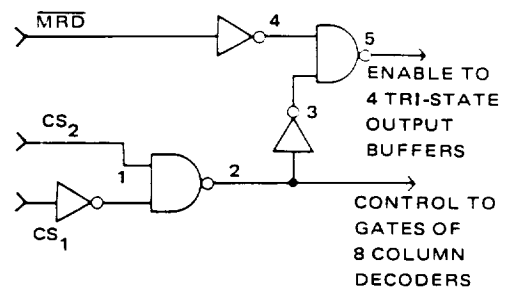 M̅R̅D̅
4
5
ENABLE TO
4 TRI-STATE
OUTPUT
BUFFERS
3
CS₂
1
2
CS₁
CONTROL TO
GATES OF
8 COLUMN
DECODERS